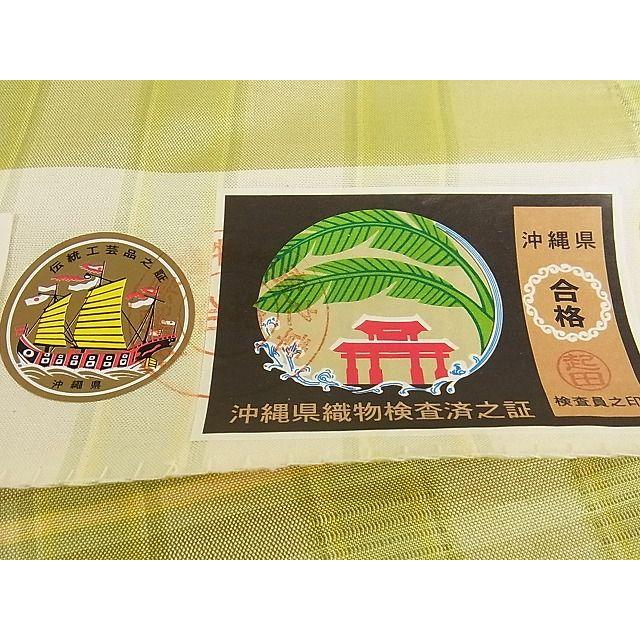 伝統工芸品之証
沖縄県
沖縄県織物検査済之証
沖縄県
合格
検査員之印